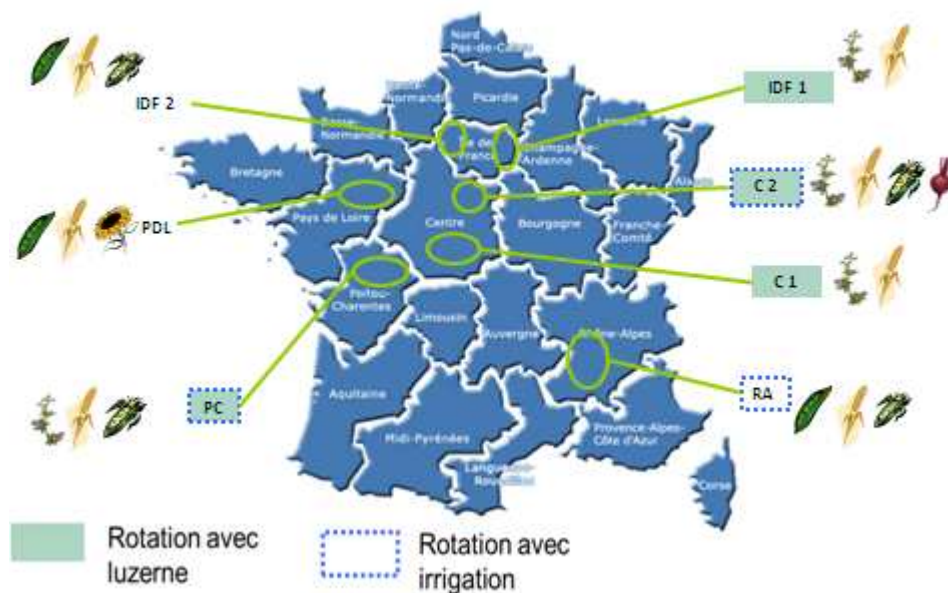 Nord
Pas-de-Calais
Haute-
Normandie
Picardie
IDF 1
IDF 2
Basse-
Normandie
Ile de
France
Champagne-
Ardenne
Lorraine
Alsace
Bretagne
C 2
PDL
Pays de Loire
Centre
Bourgogne
Franche-
Comté
C 1
Poitou-
Charentes
Limousin
Auvergne
Rhône-Alpes
PC
Aquitaine
RA
Midi-Pyrénées
Provence-Alpes-
Côte d'Azur
Languedoc-
Roussillon
Corse
Rotation avec
luzerne
Rotation avec
irrigation